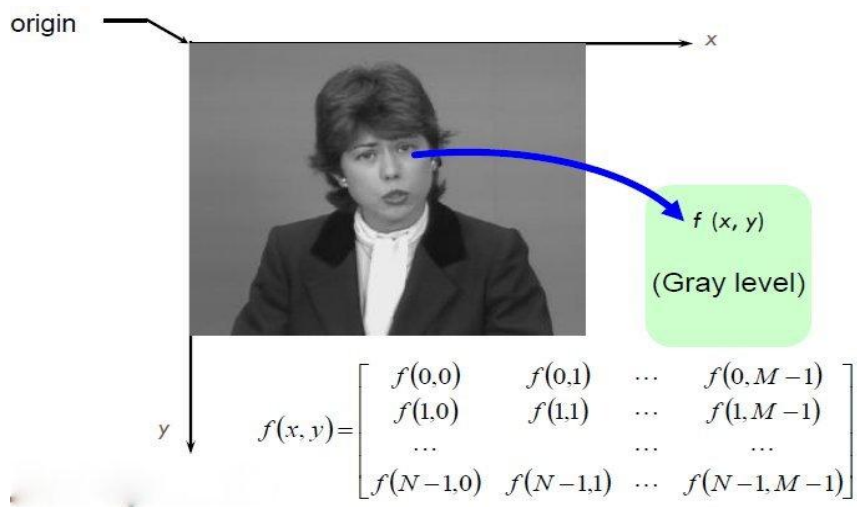 origin
x
f (x, y)
(Gray level)
y
f(x, y) =
f(0,0) f(0,1) ... f(0, M −1)
f(1,0) f(1,1) ... f(1, M −1)
... ... ...
f(N −1,0) f(N −1,1) ... f(N −1, M −1)